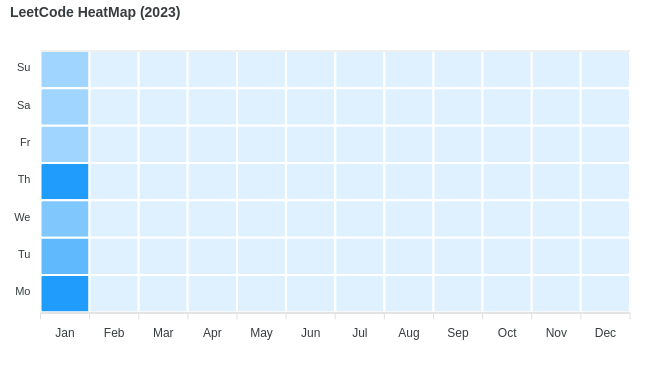 LeetCode HeatMap (2023)
Su
Sa
Fr
Th
We
Tu
Mo
Jan Feb Mar Apr May Jun Jul Aug Sep Oct Nov Dec